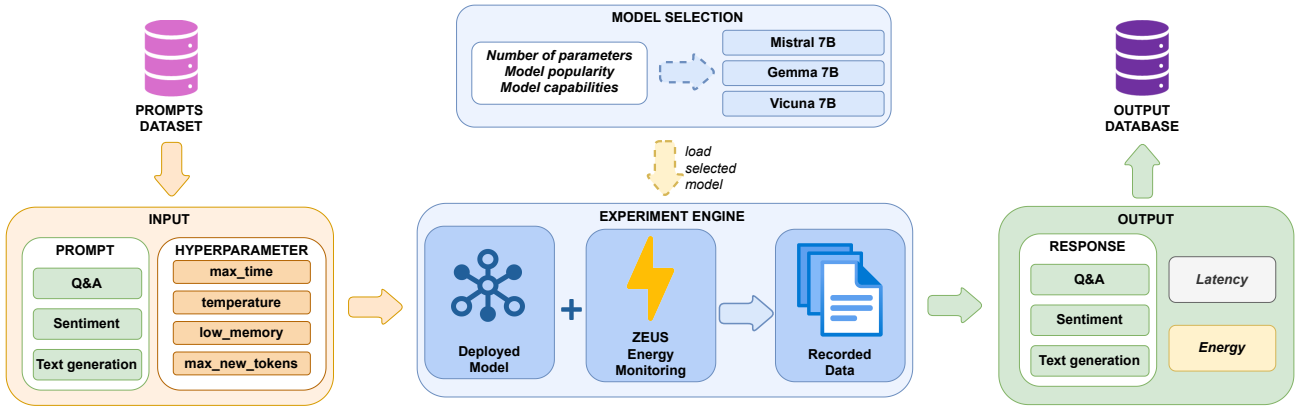 PROMPTS
DATASET
MODEL SELECTION
Number of parameters
Model popularity
Model capabilities
Mistral 7B
Gemma 7B
Vicuna 7B
OUTPUT
DATABASE
load
selected
model
INPUT
PROMPT
Q&A
Sentiment
Text generation
HYPERPARAMETER
max_time
temperature
low_memory
max_new_tokens
EXPERIMENT ENGINE
Deployed
Model
+
ZEUS
Energy
Monitoring
Recorded
Data
OUTPUT
RESPONSE
Q&A
Sentiment
Text generation
Latency
Energy